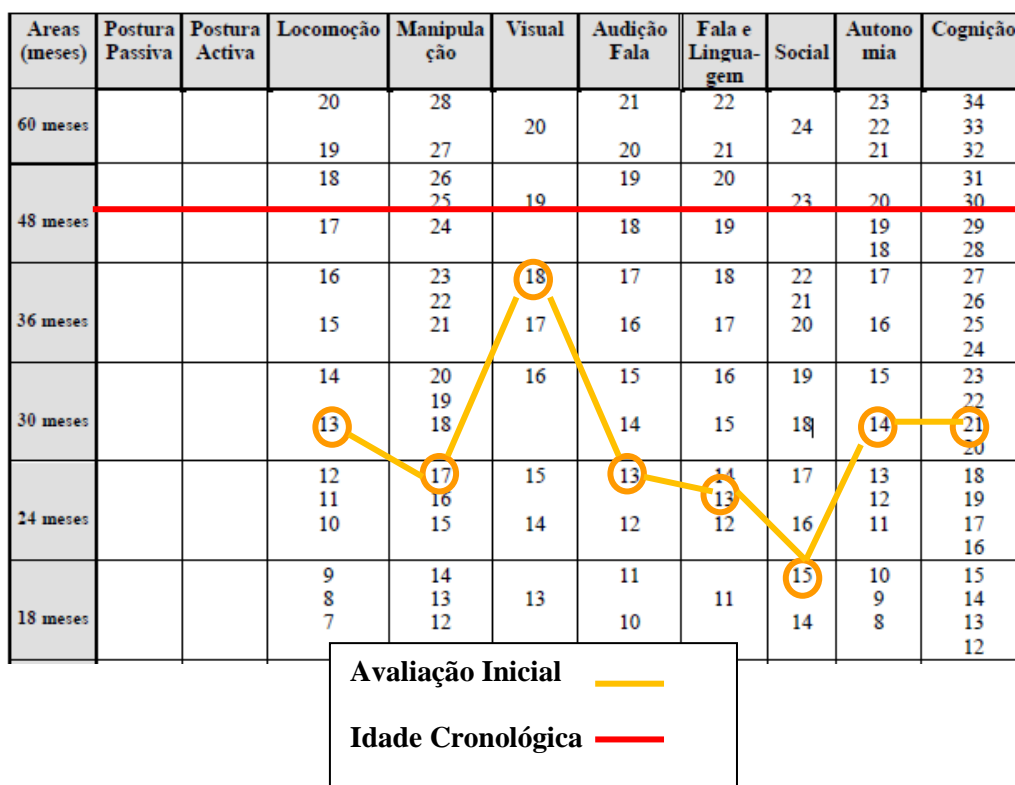 Areas (meses) Postura Passiva Postura Activa Locomoção Manipula ção Visual Audição Fala Fala e Lingua- gem Social Autono mia Cognição
20 28 21 22 23 34
60 meses 20 24 22 33
19 27 20 21 21 32
18 26 19 20 31
25 19 23 20 30
48 meses
17 24 18 19 19 29
18 28
16 23 18 17 18 22 17 27
22 21 26
36 meses
15 21 17 16 17 20 16 25
24
14 20 16 15 16 19 15 23
19 22
30 meses
13 18 14 15 18 14 21
20
12 17 15 13 14 17 13 18
11 16 13 12 19
24 meses
10 15 14 12 12 16 11 17
16
9 14 11 15 10 15
8 13 13 11 9 14
18 meses
7 12 10 14 8 13
12
Avaliação Inicial
Idade Cronológica